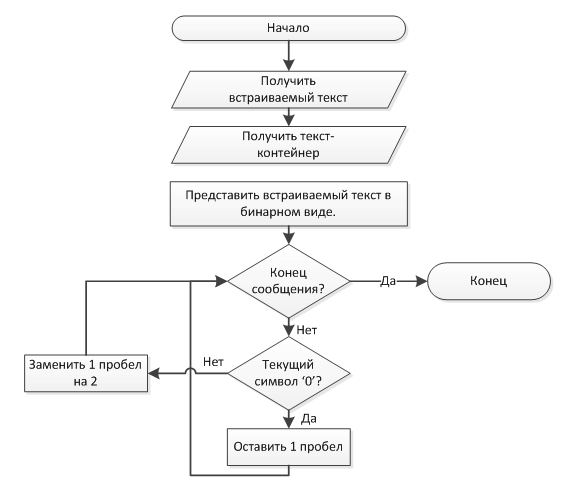 Начало
Получить
встраиваемый текст
Получить текст-
контейнер
Представить встраиваемый текст в
бинарном виде.
Конец
сообщения?
Да
Конец
Нет
Текущий
символ ‘0’?
Нет
Заменить 1 пробел
на 2
Да
Оставить 1 пробел